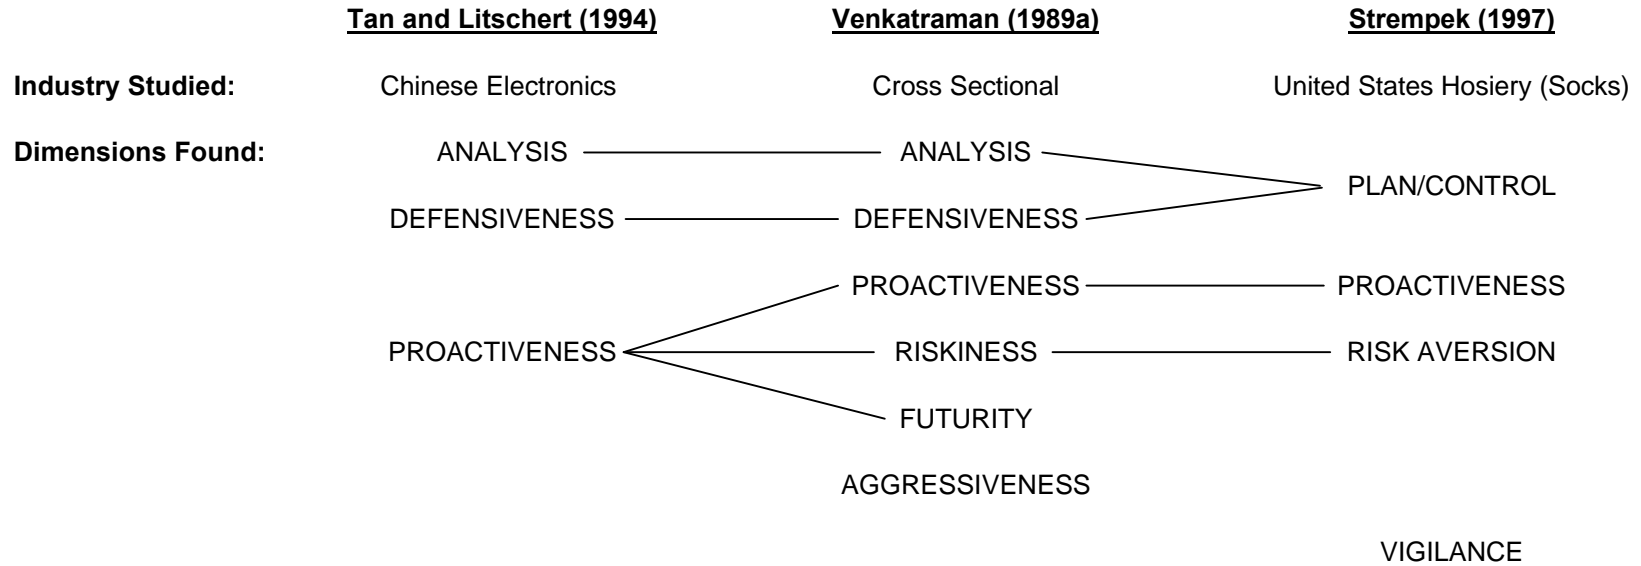 Tan and Litschert (1994) Venkatraman (1989a) Strempek (1997)
Industry Studied: Chinese Electronics Cross Sectional United States Hosiery (Socks)
Dimensions Found: ANALYSIS ANALYSIS
PLAN/CONTROL
DEFENSIVENESS DEFENSIVENESS
PROACTIVENESS PROACTIVENESS
PROACTIVENESS RISKINESS RISK AVERSION
FUTURITY
AGGRESSIVENESS
VIGILANCE